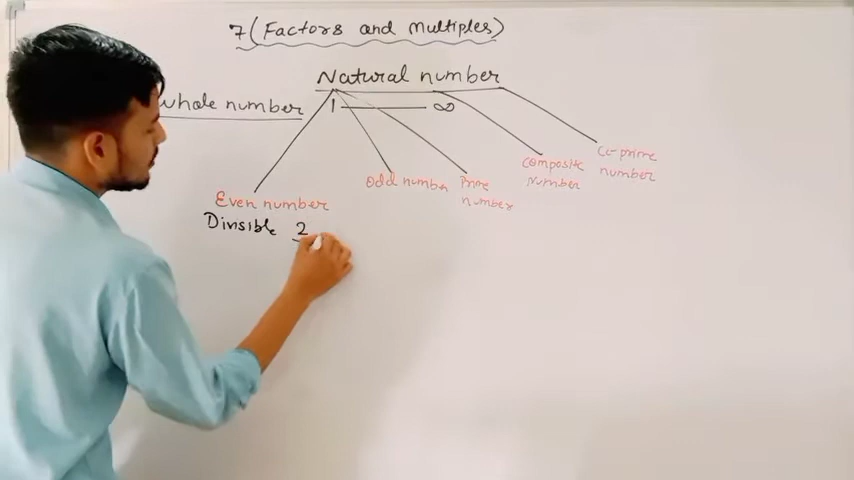 7 (Factors and multiples)
Natural number
whole number
1 ——— ∞
Even number
Odd number
Prime
number
Composite
Number
Co-prime
number
Divisible 2